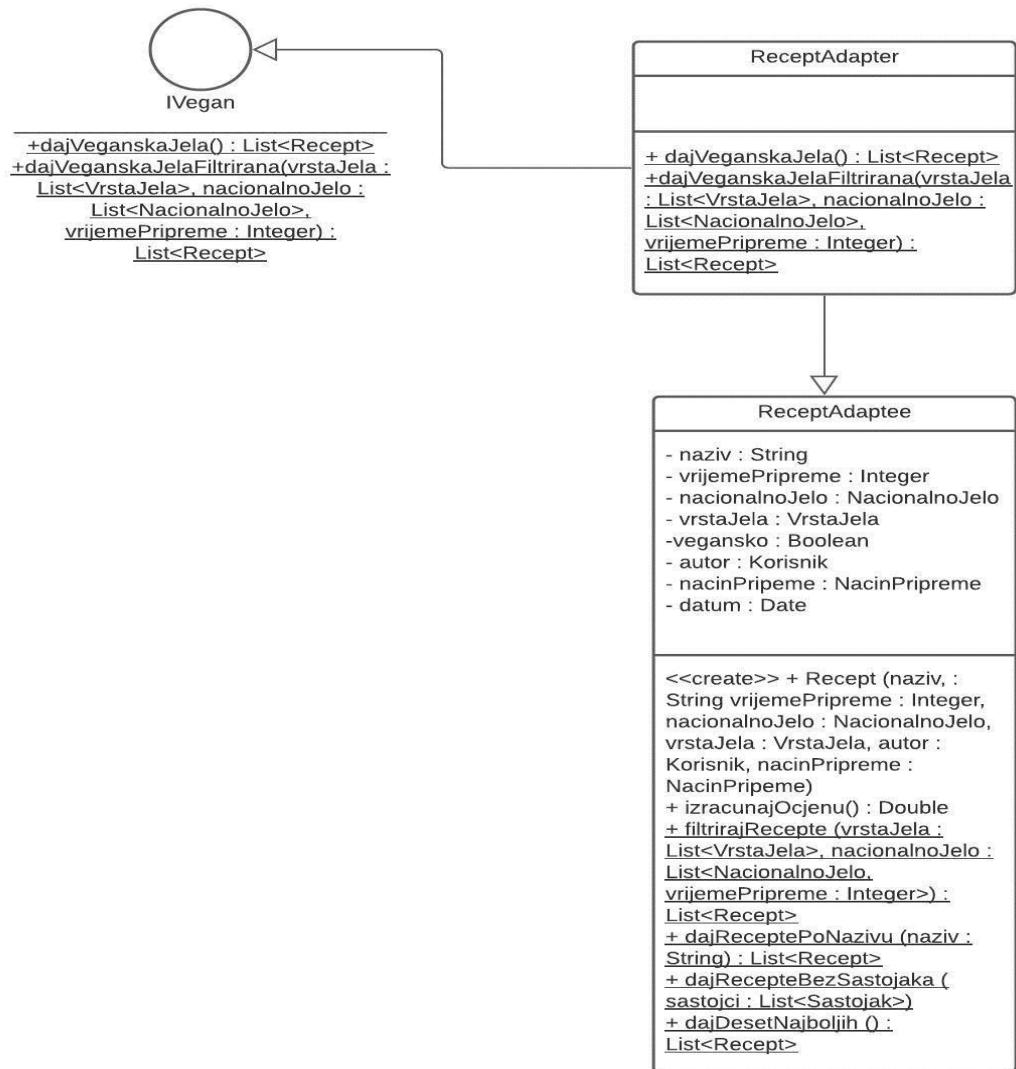 IVegan
+dajVeganskaJela() : List<Recept>
+dajVeganskaJelaFiltrirana(vrstaJela :
List<VrstaJela>, nacionalnoJelo :
List<NacionalnoJelo>,
vrijemePripreme : Integer) :
List<Recept>
ReceptAdapter
+ dajVeganskaJela() : List<Recept>
+dajVeganskaJelaFiltrirana(vrstaJela
: List<VrstaJela>, nacionalnoJelo :
List<NacionalnoJelo>,
vrijemePripreme : Integer) :
List<Recept>
ReceptAdaptee
- naziv : String
- vrijemePripreme : Integer
- nacionalnoJelo : NacionalnoJelo
- vrstaJela : VrstaJela
-vegansko : Boolean
- autor : Korisnik
- nacinPripeme : NacinPripreme
- datum : Date
<<create>> + Recept (naziv, :
String vrijemePripreme : Integer,
nacionalnoJelo : NacionalnoJelo,
vrstaJela : VrstaJela, autor :
Korisnik, nacinPripreme :
NacinPripeme)
+ izracunajOcjenu() : Double
+ filtrirajRecepte (vrstaJela :
List<VrstaJela>, nacionalnoJelo :
List<NacionalnoJelo,
vrijemePripreme : Integer>) :
List<Recept>
+ dajReceptePoNazivu (naziv :
String) : List<Recept>
+ dajRecepteBezSastojaka (
sastojci : List<Sastojak>)
+ dajDesetNajboljih () :
List<Recept>